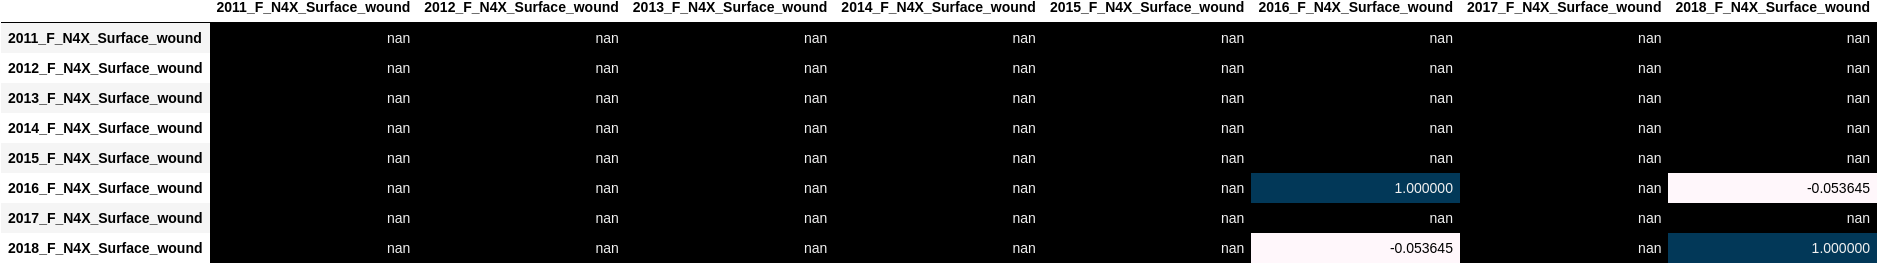 2011_F_N4X_Surface_wound 2012_F_N4X_Surface_wound 2013_F_N4X_Surface_wound 2014_F_N4X_Surface_wound 2015_F_N4X_Surface_wound 2016_F_N4X_Surface_wound 2017_F_N4X_Surface_wound 2018_F_N4X_Surface_wound
2011_F_N4X_Surface_wound nan nan nan nan nan nan nan nan
2012_F_N4X_Surface_wound nan nan nan nan nan nan nan nan
2013_F_N4X_Surface_wound nan nan nan nan nan nan nan nan
2014_F_N4X_Surface_wound nan nan nan nan nan nan nan nan
2015_F_N4X_Surface_wound nan nan nan nan nan nan nan nan
2016_F_N4X_Surface_wound nan nan nan nan nan 1.000000 nan -0.053645
2017_F_N4X_Surface_wound nan nan nan nan nan nan nan nan
2018_F_N4X_Surface_wound nan nan nan nan nan -0.053645 nan 1.000000